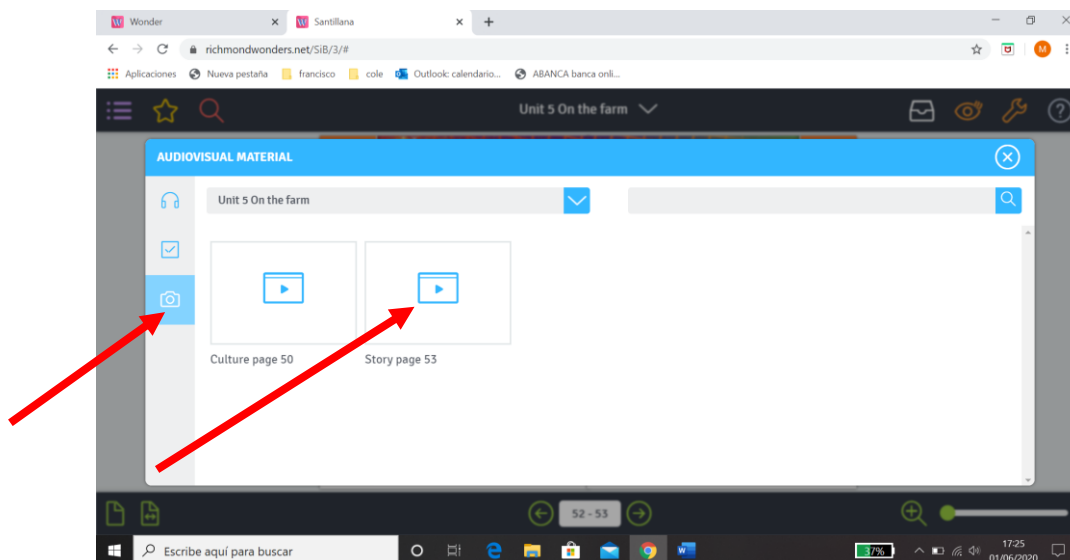 Wonder
Santillana
richmondwonders.net/SiB/3/#
M
Aplicaciones Nueva pestaña francisco cole Outlook: calendario... ABANCA banca onli...
Unit 5 On the farm
AUDIOVISUAL MATERIAL
Unit 5 On the farm
Culture page 50 Story page 53
52 - 53
Escribe aquí para buscar
37%
17:25
01/06/2020